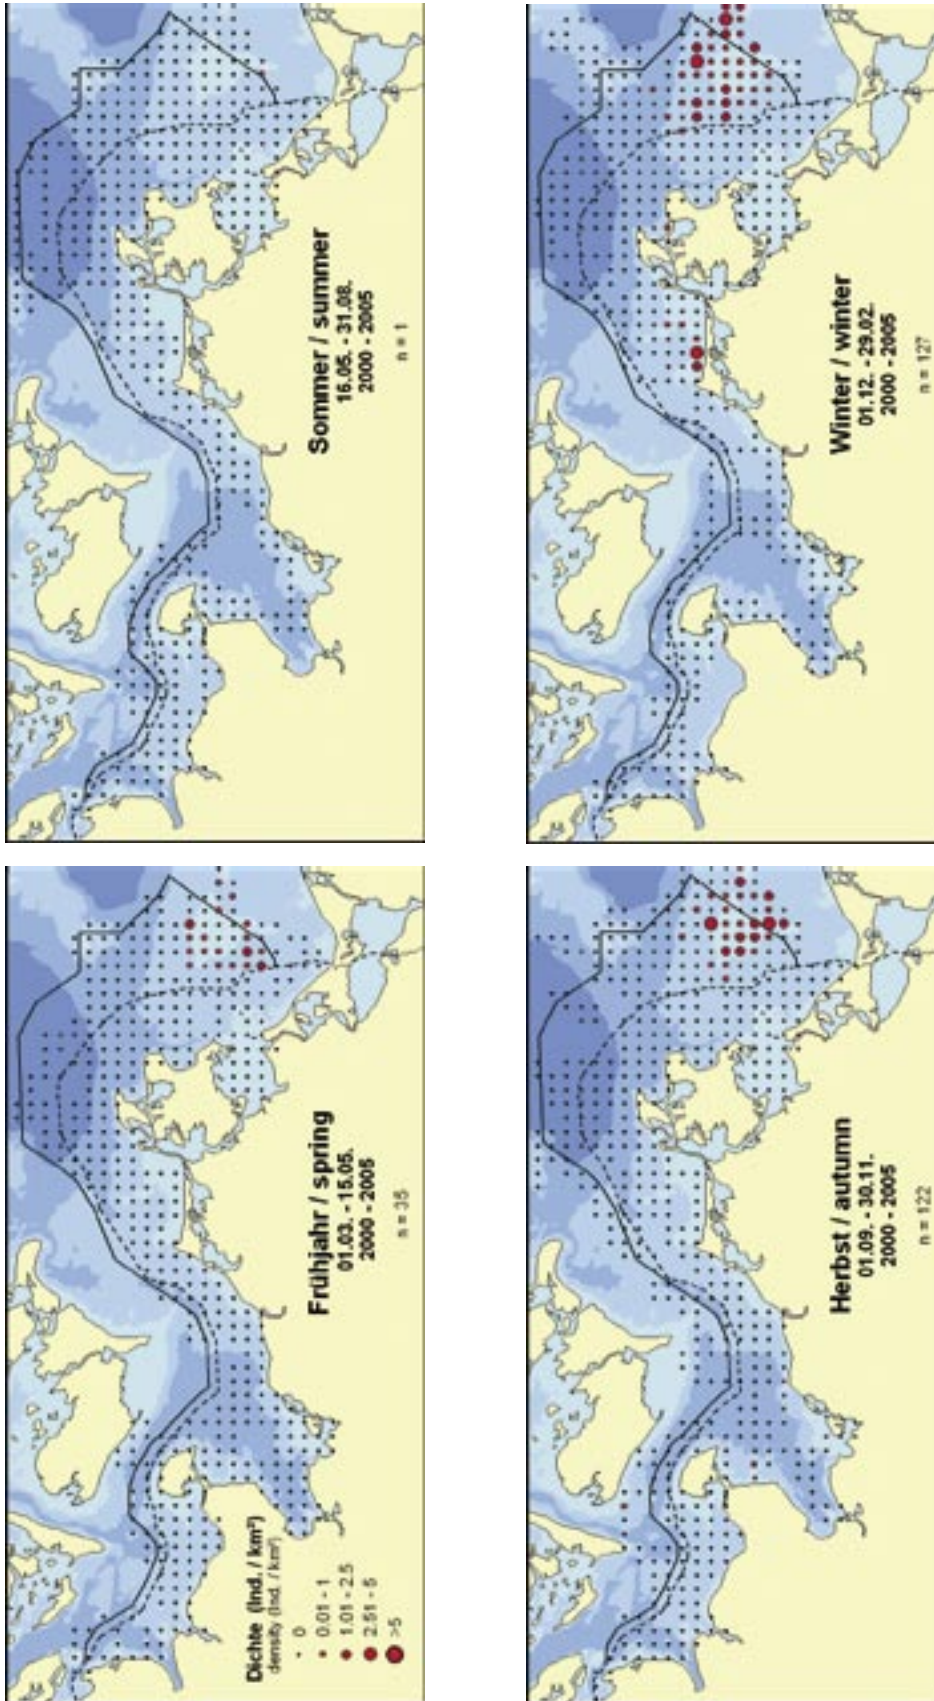 Frühjahr / spring
01.03. - 15.05.
2000 - 2005
n = 35
Dichte (Ind. / km²)
density (Ind. / km²)
0
0.01 - 1
1.01 - 2.5
2.51 - 5
>5
Sommer / summer
16.05. - 31.08.
2000 - 2005
n = 1
Herbst / autumn
01.09. - 30.11.
2000 - 2005
n = 122
Winter / winter
01.12. - 29.02.
2000 - 2005
n = 127